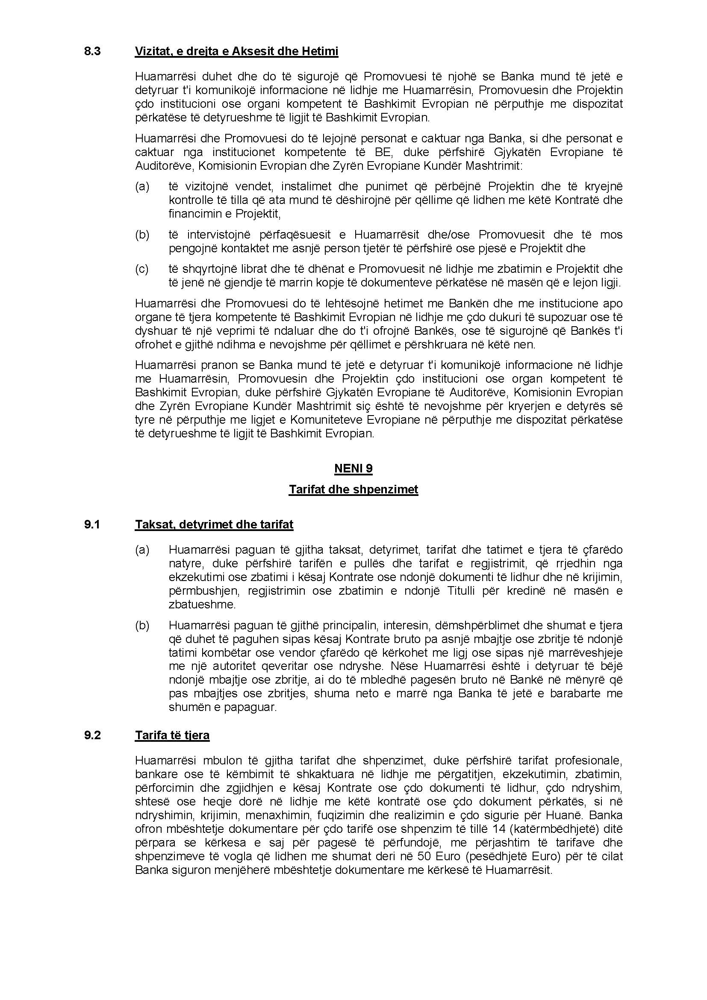 8.3 Vizitat, e drejta e Aksesit dhe Hetimi
Huamarrësi duhet dhe do të sigurojë që Promovuesi të njohë se Banka mund të jetë e
detyruar t'i komunikojë informacione në lidhje me Huamarrësin, Promovuesin dhe Projektin
çdo institucioni ose organi kompetent të Bashkimit Evropian në përputhje me dispozitat
përkatëse të detyrueshme të ligjit të Bashkimit Evropian.
Huamarrësi dhe Promovuesi do të lejojnë personat e caktuar nga Banka, si dhe personat e
caktuar nga institucionet kompetente të BE, duke përfshirë Gjykatën Evropiane të
Auditorëve, Komisionin Evropian dhe Zyrën Evropiane Kundër Mashtrimit:
(a) të vizitojnë vendet, instalimet dhe punimet që përbëjnë Projektin dhe të kryejnë
kontrolle të tilla që ata mund të dëshirojnë për qëllime që lidhen me këtë Kontratë dhe
financimin e Projektit,
(b) të intervistojnë përfaqësuesit e Huamarrësit dhe/ose Promovuesit dhe të mos
pengojnë kontaktet me asnjë person tjetër të përfshirë ose pjesë e Projektit dhe
(c) të shqyrtojnë librat dhe të dhënat e Promovuesit në lidhje me zbatimin e Projektit dhe
të jenë në gjendje të marrin kopje të dokumenteve përkatëse në masën që e lejon ligji.
Huamarrësi dhe Promovuesi do të lehtësojnë hetimet me Bankën dhe me institucione apo
organe të tjera kompetente të Bashkimit Evropian në lidhje me çdo dukuri të supozuar ose të
dyshuar të një veprimi të ndaluar dhe do t'i ofrojnë Bankës, ose të sigurojnë që Bankës t'i
ofrohet e gjithë ndihma e nevojshme për qëllimet e përshkruara në këtë nen.
Huamarrësi pranon se Banka mund të jetë e detyruar t'i komunikojë informacione në lidhje
me Huamarrësin, Promovuesin dhe Projektin çdo institucioni ose organ kompetent të
Bashkimit Evropian, duke përfshirë Gjykatën Evropiane të Auditorëve, Komisionin Evropian
dhe Zyrën Evropiane Kundër Mashtrimit siç është të nevojshme për kryerjen e detyrës së
tyre në përputhje me ligjet e Komuniteteve Evropiane në përputhje me dispozitat përkatëse
të detyrueshme të ligjit të Bashkimit Evropian.
NENI 9
Tarifat dhe shpenzimet
9.1 Taksat, detyrimet dhe tarifat
(a) Huamarrësi paguan të gjitha taksat, detyrimet, tarifat dhe tatimet e tjera të çfarëdo
natyre, duke përfshirë tarifën e pullës dhe tarifat e regjistrimit, që rrjedhin nga
ekzekutimi ose zbatimi i kësaj Kontrate ose ndonjë dokumenti të lidhur dhe në krijimin,
përmbushjen, regjistrimin ose zbatimin e ndonjë Titulli për kredinë në masën e
zbatueshme.
(b) Huamarrësi paguan të gjithë principalin, interesin, dëmshpërblimet dhe shumat e tjera
që duhet të paguhen sipas kësaj Kontrate bruto pa asnjë mbajtje ose zbritje të ndonjë
tatimi kombëtar ose vendor çfarëdo që kërkohet me ligj ose sipas një marrëveshjeje
me një autoritet qeveritar ose ndryshe. Nëse Huamarrësi është i detyruar të bëjë
ndonjë mbajtje ose zbritje, ai do të mbledhë pagesën bruto në Bankë në mënyrë që
pas mbajtjes ose zbritjes, shuma neto e marrë nga Banka të jetë e barabarte me
shumën e papaguar.
9.2 Tarifa të tjera
Huamarrësi mbulon të gjitha tarifat dhe shpenzimet, duke përfshirë tarifat profesionale,
bankare ose të këmbimit të shkaktuara në lidhje me përgatitjen, ekzekutimin, zbatimin,
përforcimin dhe zgjidhjen e kësaj Kontrate ose çdo dokumenti të lidhur, çdo ndryshim,
shtesë ose heqje dorë në lidhje me këtë kontratë ose çdo dokument përkatës, si në
ndryshimin, krijimin, menaxhimin, fuqizimin dhe realizimin e çdo sigurie për Huanë. Banka
ofron mbështetje dokumentare për çdo tarifë ose shpenzim të tillë 14 (katërmbëdhjetë) ditë
përpara se kërkesa e saj për pagesë të përfundojë, me përjashtim të tarifave dhe
shpenzimeve të vogla që lidhen me shumat deri në 50 Euro (pesëdhjetë Euro) për të cilat
Banka siguron menjëherë mbështetje dokumentare me kërkesë të Huamarrësit.